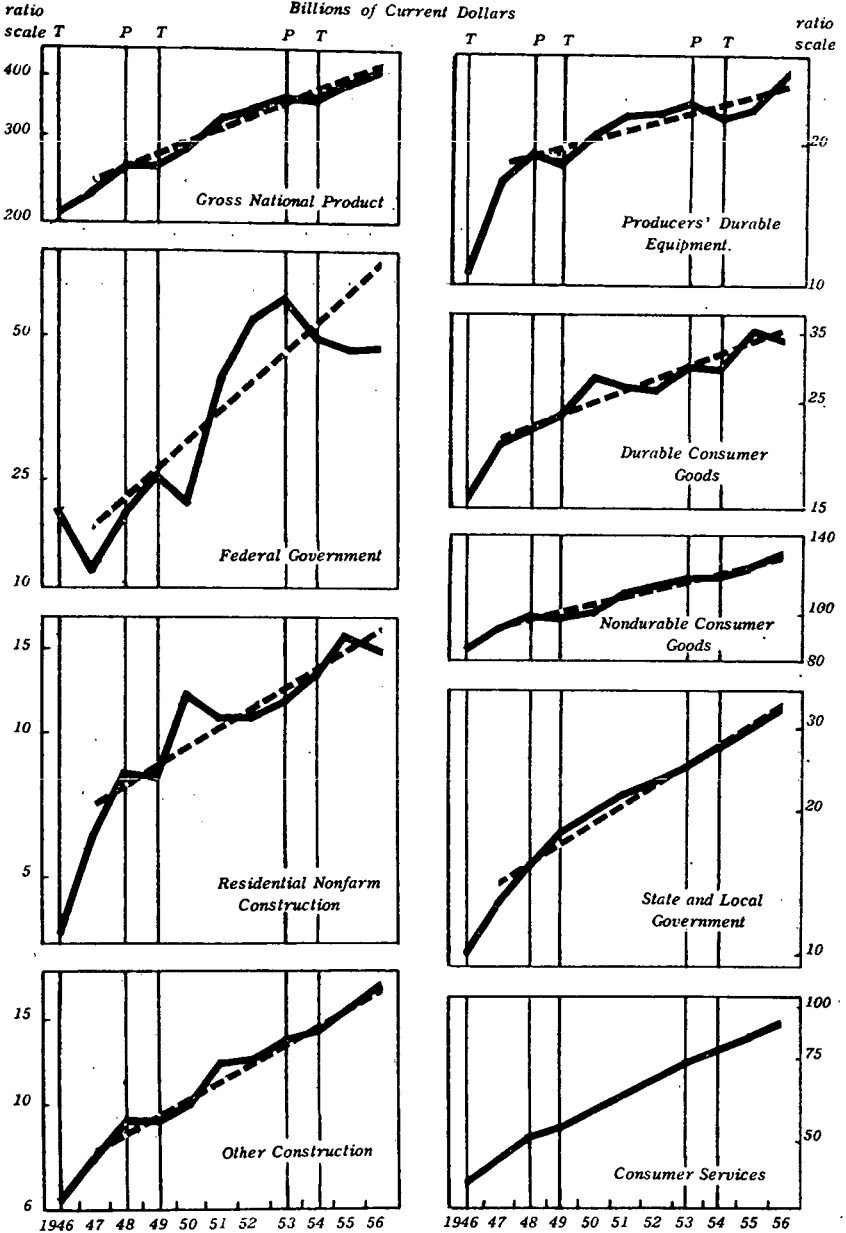 Billions of Current Dollars
ratio
scale
T P T P T
400
300
200
Gross National Product
50
25
10
Federal Government
15
10
5
Residential Nonfarm
Construction
15
10
6
Other Construction
1946 47 48 49 50 51 52 53 54 55 56
ratio
scale
T P T P T
20
10
Producers' Durable
Equipment.
35
25
15
Durable Consumer
Goods
140
100
80
Nondurable Consumer
Goods
30
20
10
State and Local
Government
100
75
50
Consumer Services
1946 47 48 49 50 51 52 53 54 55 56